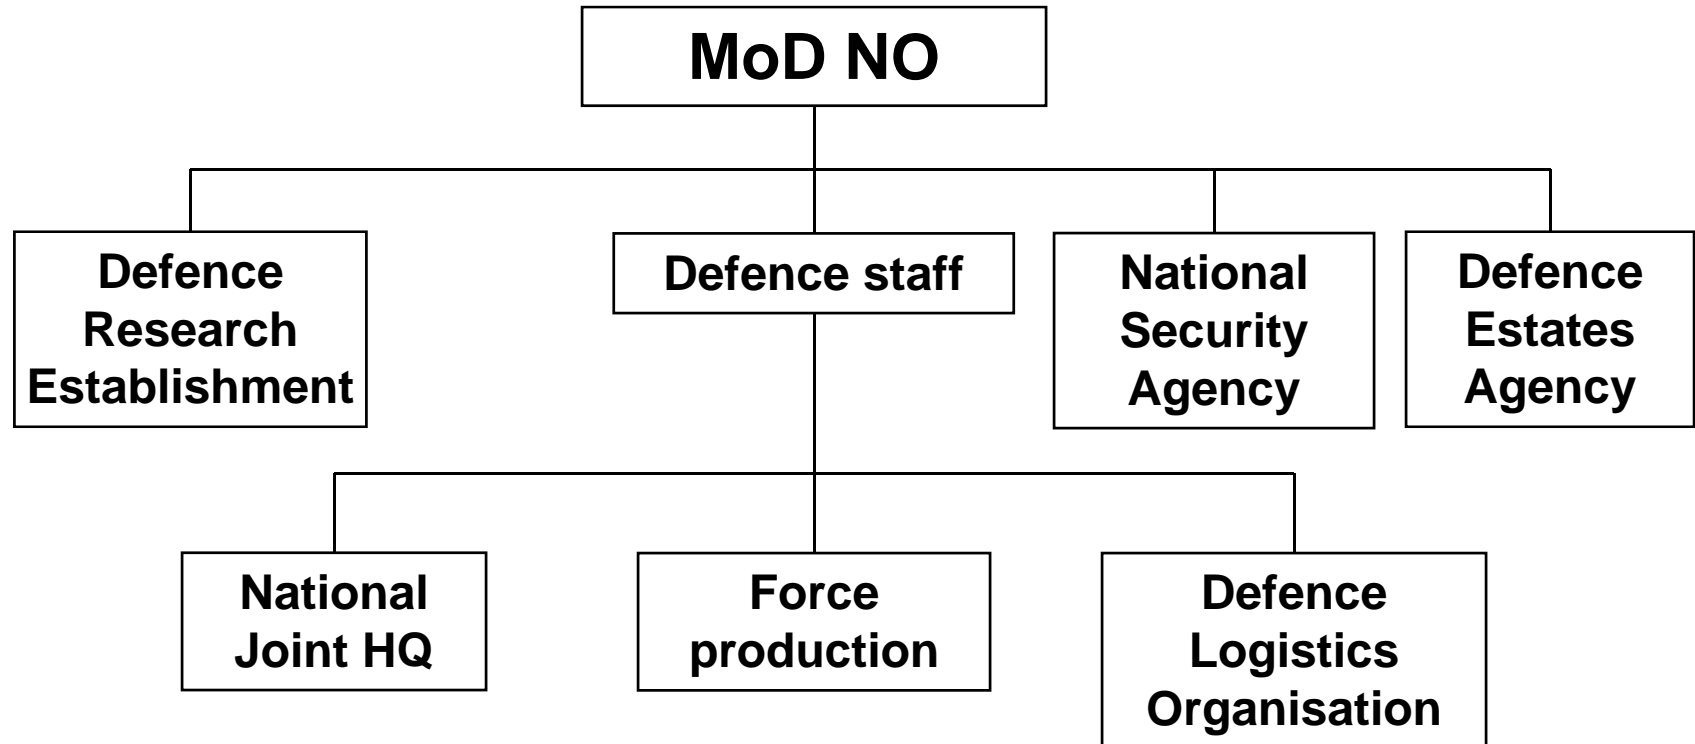 MoD NO
Defence
Research
Establishment
Defence staff
National
Security
Agency
Defence
Estates
Agency
National
Joint HQ
Force
production
Defence
Logistics
Organisation